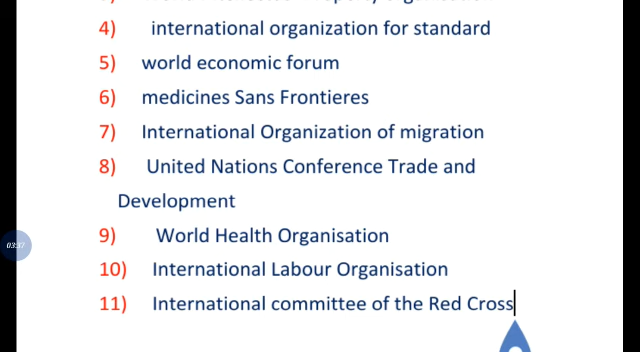 4) international organization for standard
5) world economic forum
6) medicines Sans Frontieres
7) International Organization of migration
8) United Nations Conference Trade and
Development
9) World Health Organisation
10) International Labour Organisation
11) International committee of the Red Cross
03:37